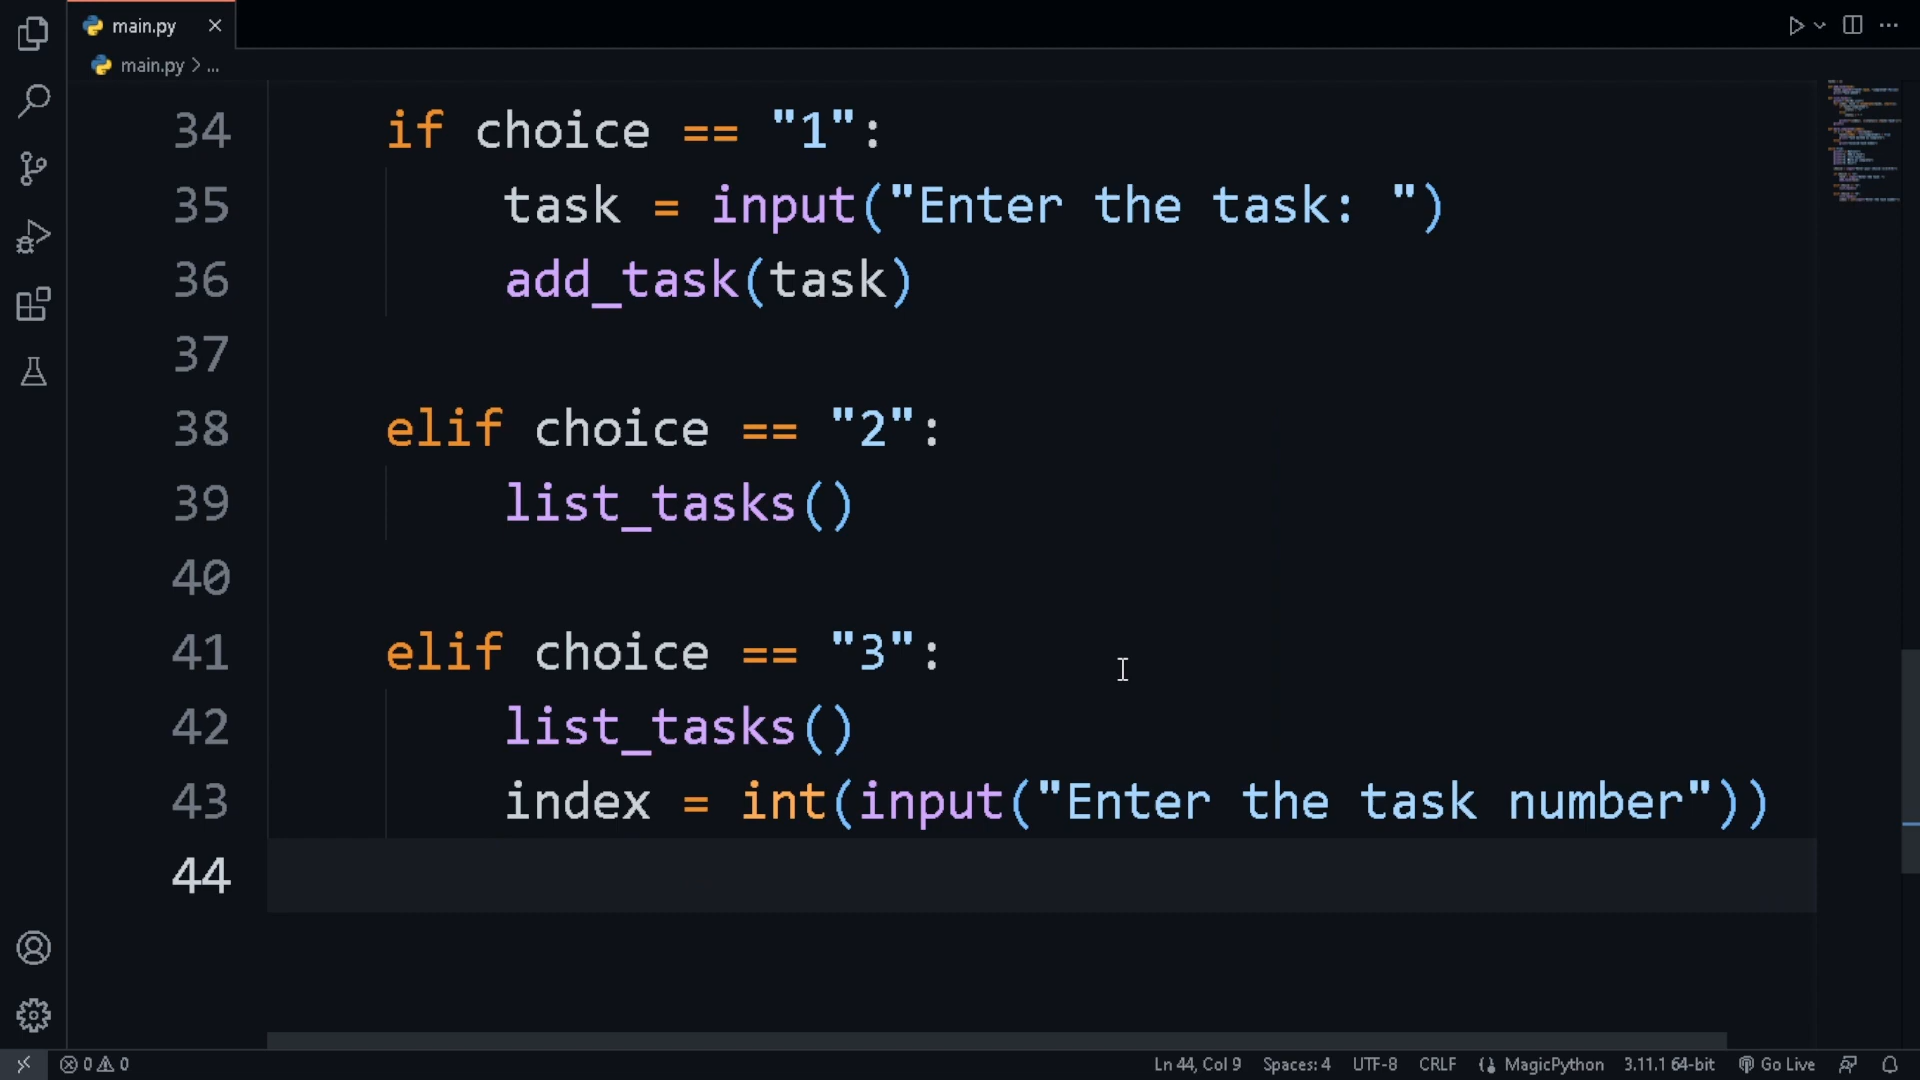 main.py
main.py > ...
34 if choice == "1":
35 task = input("Enter the task: ")
36 add_task(task)
37
38 elif choice == "2":
39 list_tasks()
40
41 elif choice == "3":
42 list_tasks()
43 index = int(input("Enter the task number"))
44
0 0 Ln 44, Col 9 Spaces: 4 UTF-8 CRLF MagicPython 3.11.1 64-bit Go Live